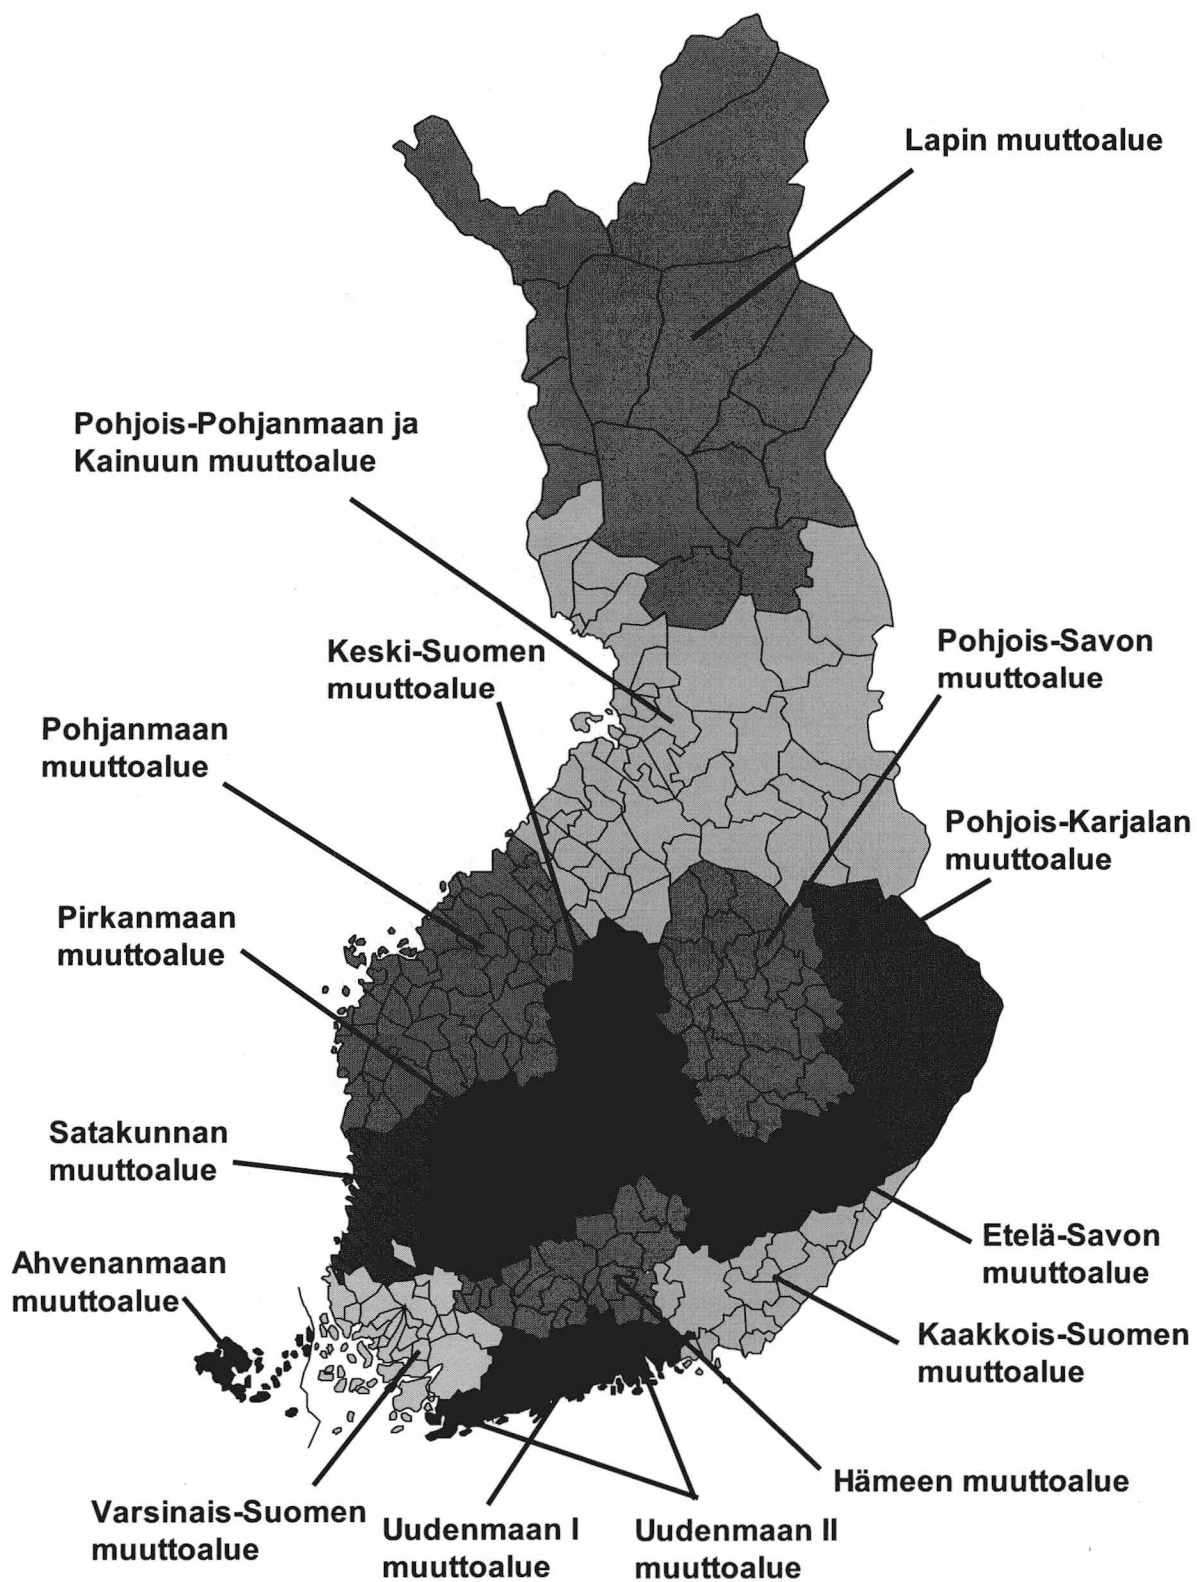 Lapin muuttoalue
Pohjois-Pohjanmaan ja
Kainuun muuttoalue
Keski-Suomen
muuttoalue
Pohjois-Savon
muuttoalue
Pohjanmaan
muuttoalue
Pohjois-Karjalan
muuttoalue
Pirkanmaan
muuttoalue
Satakunnan
muuttoalue
Etelä-Savon
muuttoalue
Ahvenanmaan
muuttoalue
Kaakkois-Suomen
muuttoalue
Hämeen muuttoalue
Varsinais-Suomen
muuttoalue
Uudenmaan I
muuttoalue
Uudenmaan II
muuttoalue